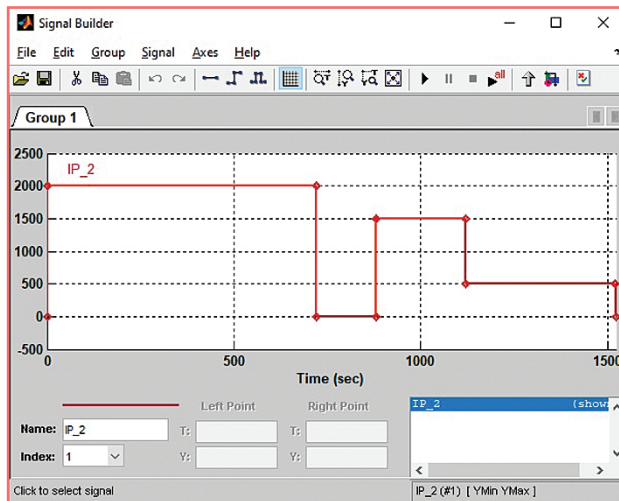 Signal Builder
File Edit Group Signal Axes Help
all
Group 1
IP_2
2500
2000
1500
1000
500
0
-500
0 500 1000 1500
Time (sec)
Left Point Right Point
Name: IP_2 T: T:
Index: 1 Y: Y:
IP_2 (shown
Click to select signal
IP_2 (#1) [ YMin YMax ]